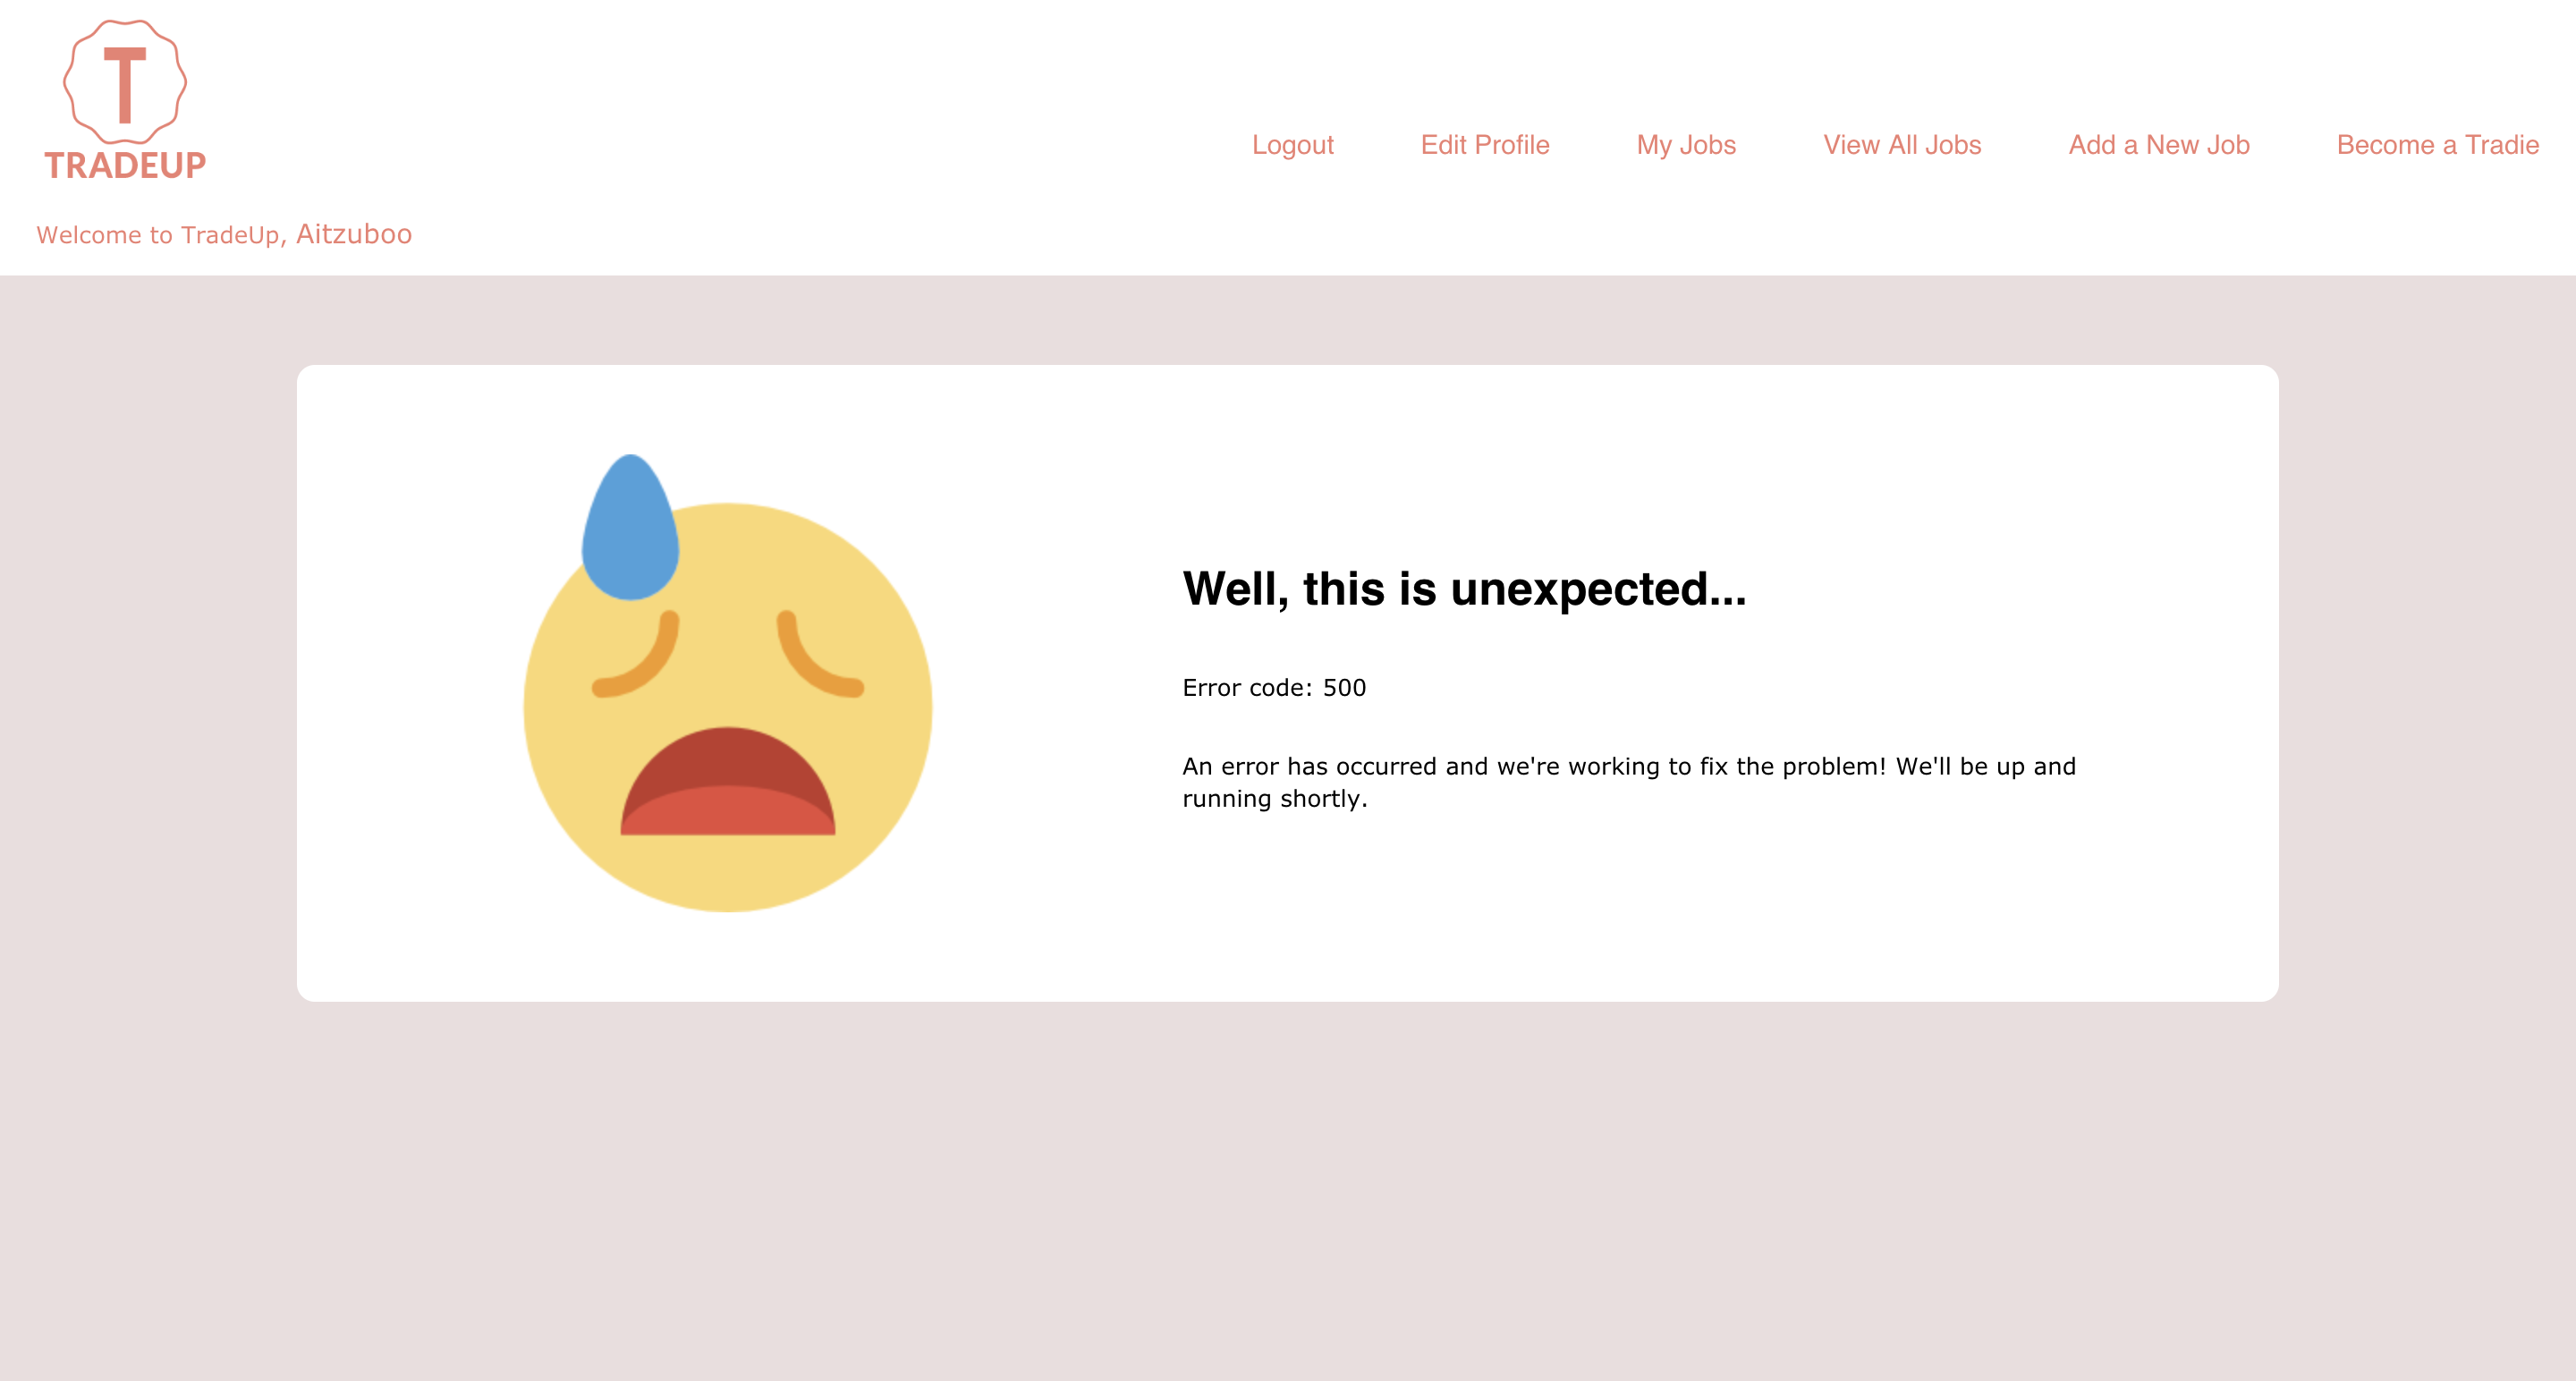 T
TRADEUP
Logout Edit Profile My Jobs View All Jobs Add a New Job Become a Tradie
Welcome to TradeUp, Aitzuboo
Well, this is unexpected...
Error code: 500
An error has occurred and we're working to fix the problem! We'll be up and
running shortly.